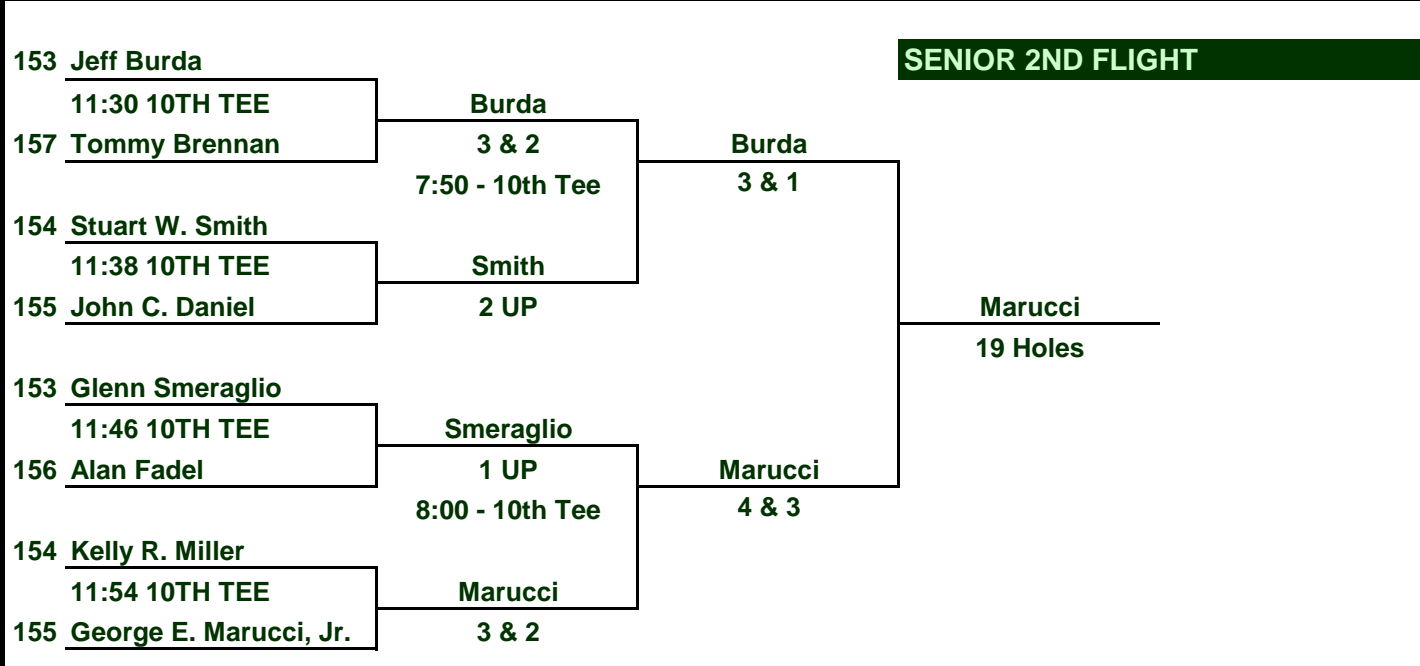 SENIOR 2ND FLIGHT
153 Jeff Burda
11:30 10TH TEE
Burda
157 Tommy Brennan
3 & 2
Burda
7:50 - 10th Tee
3 & 1
154 Stuart W. Smith
11:38 10TH TEE
Smith
155 John C. Daniel
2 UP
Marucci
19 Holes
153 Glenn Smeraglio
11:46 10TH TEE
Smeraglio
156 Alan Fadel
1 UP
Marucci
8:00 - 10th Tee
4 & 3
154 Kelly R. Miller
11:54 10TH TEE
Marucci
155 George E. Marucci, Jr.
3 & 2